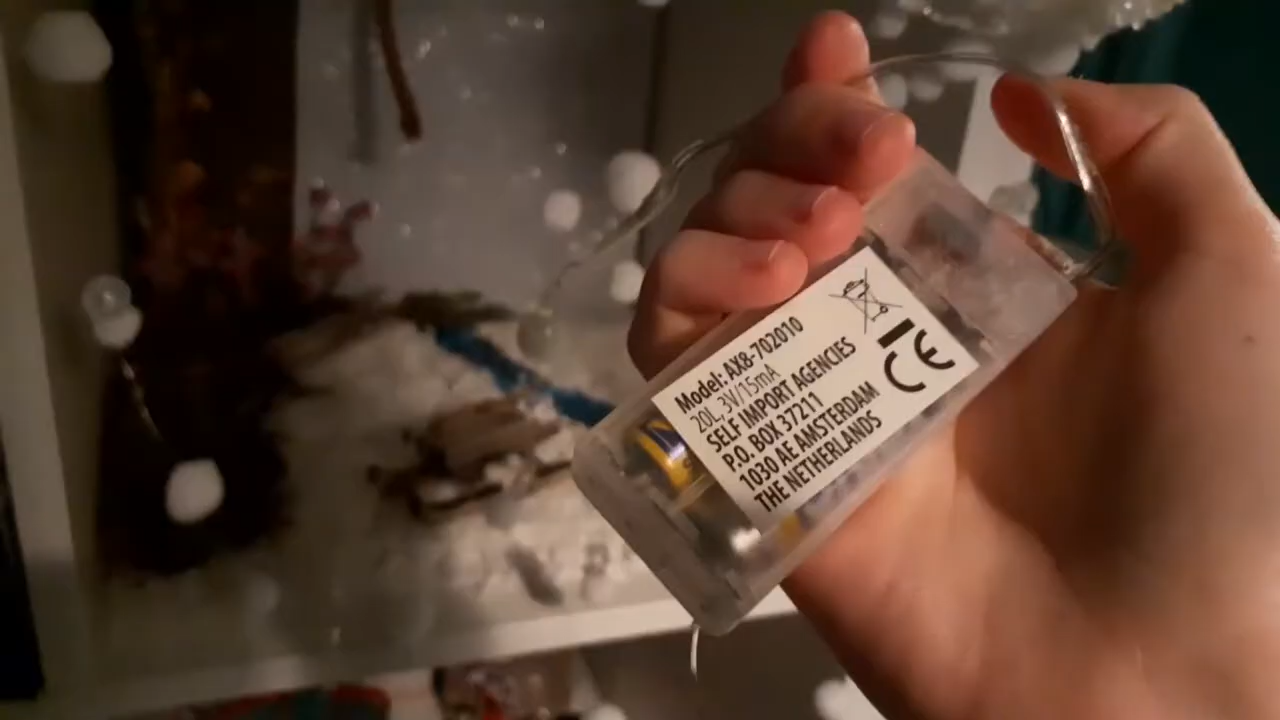 Model: AX8-702010
20L, 3V/15mA
SELF IMPORT AGENCIES
P.O. BOX 37211
1030 AE AMSTERDAM
THE NETHERLANDS
CE